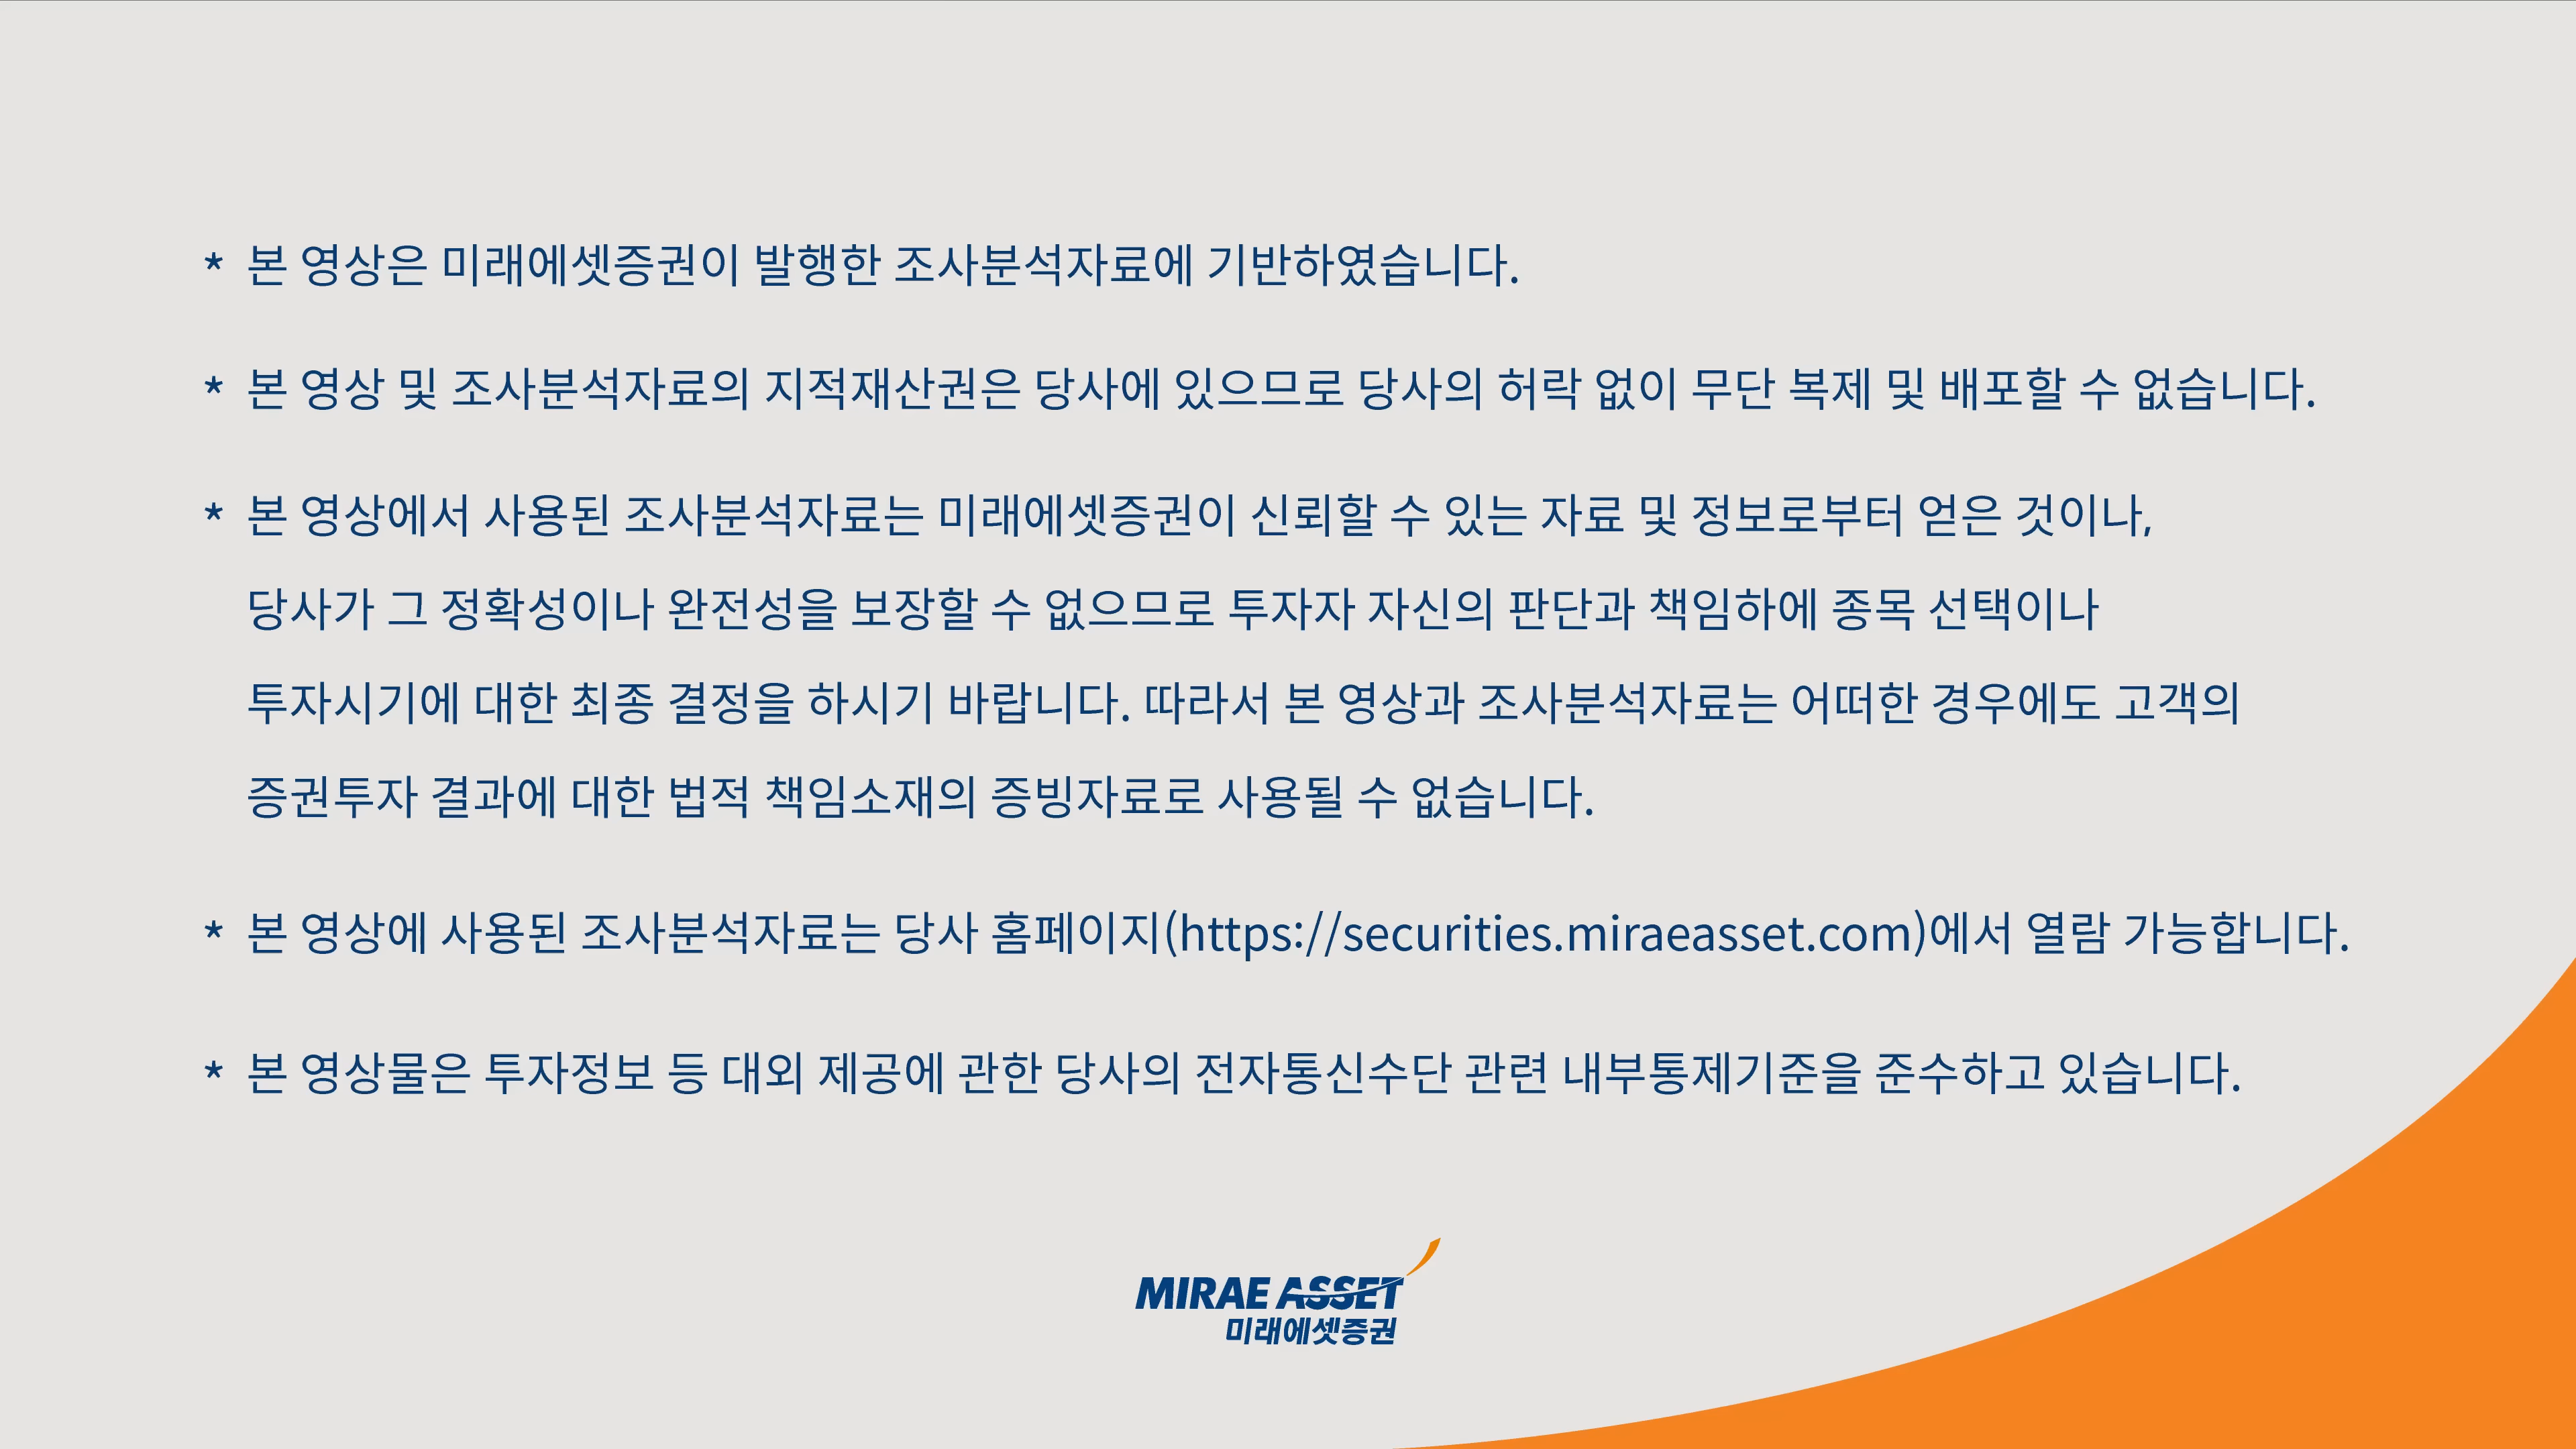 * 본 영상은 미래에셋증권이 발행한 조사분석자료에 기반하였습니다.
* 본 영상 및 조사분석자료의 지적재산권은 당사에 있으므로 당사의 허락 없이 무단 복제 및 배포할 수 없습니다.
* 본 영상에서 사용된 조사분석자료는 미래에셋증권이 신뢰할 수 있는 자료 및 정보로부터 얻은 것이나,
당사가 그 정확성이나 완전성을 보장할 수 없으므로 투자자 자신의 판단과 책임하에 종목 선택이나
투자시기에 대한 최종 결정을 하시기 바랍니다. 따라서 본 영상과 조사분석자료는 어떠한 경우에도 고객의
증권투자 결과에 대한 법적 책임소재의 증빙자료로 사용될 수 없습니다.
* 본 영상에 사용된 조사분석자료는 당사 홈페이지(https://securities.miraeasset.com)에서 열람 가능합니다.
* 본 영상물은 투자정보 등 대외 제공에 관한 당사의 전자통신수단 관련 내부통제기준을 준수하고 있습니다.
MIRAE ASSET
미래에셋증권